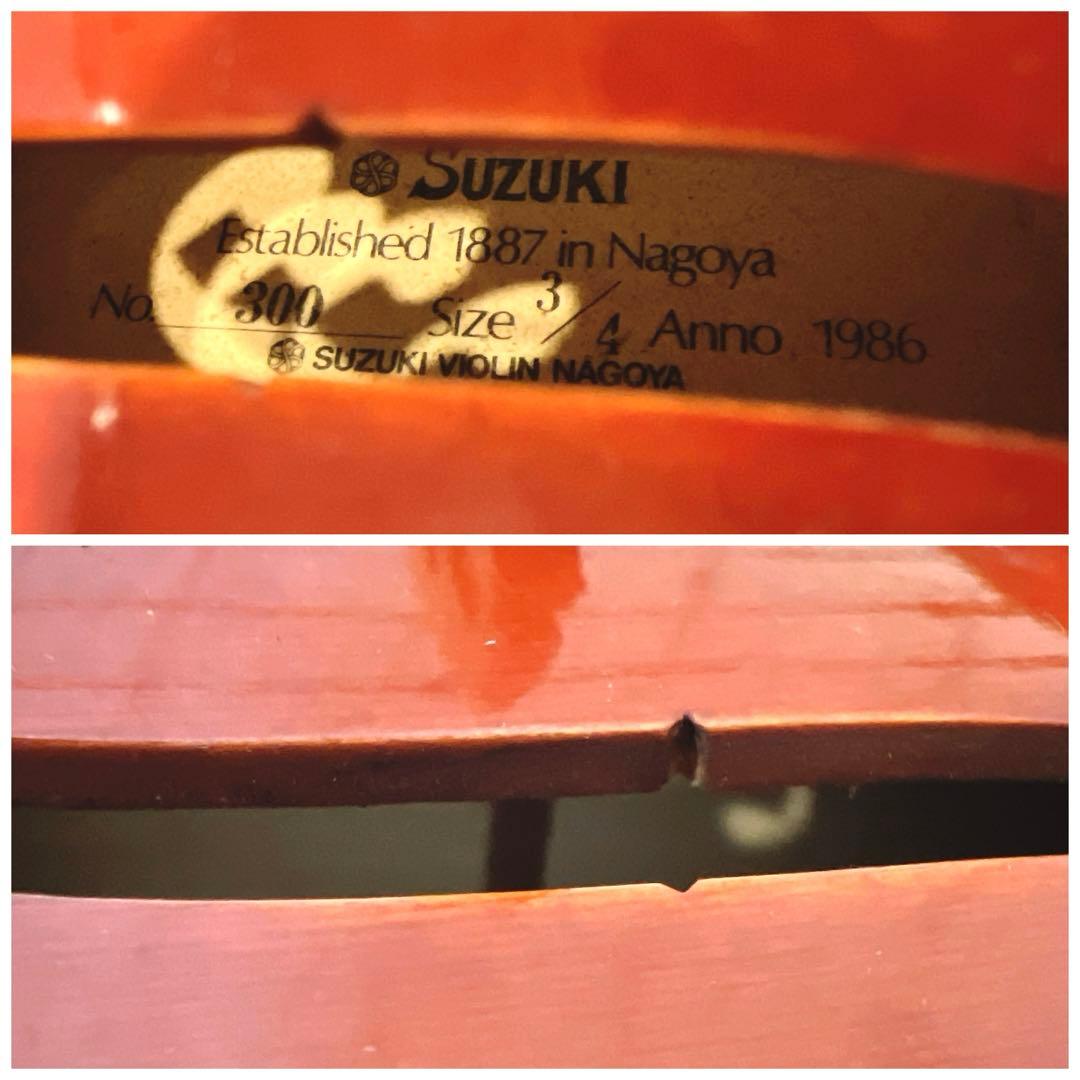 SUZUKI
Established 1887 in Nagoya
No. 300 Size 3/4 Anno 1986
SUZUKI VIOLIN NAGOYA